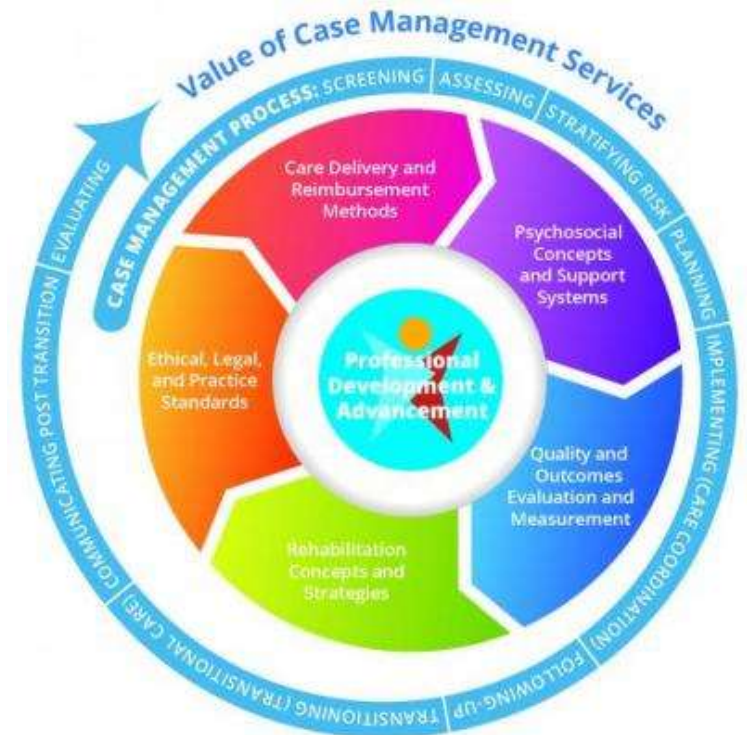 Value of Case Management Services
CASE MANAGEMENT PROCESS: SCREENING
ASSESSING
STRATIFYING RISK
PLANNING
IMPLEMENTING (CARE COORDINATION)
FOLLOWING-UP
TRANSITIONING (TRANSITIONAL CARE)
COMMUNICATING POST TRANSITION
EVALUATING
Care Delivery and
Reimbursement
Methods
Psychosocial
Concepts
and Support
Systems
Quality and
Outcomes
Evaluation and
Measurement
Rehabilitation
Concepts and
Strategies
Ethical, Legal,
and Practice
Standards
Professional
Development &
Advancement